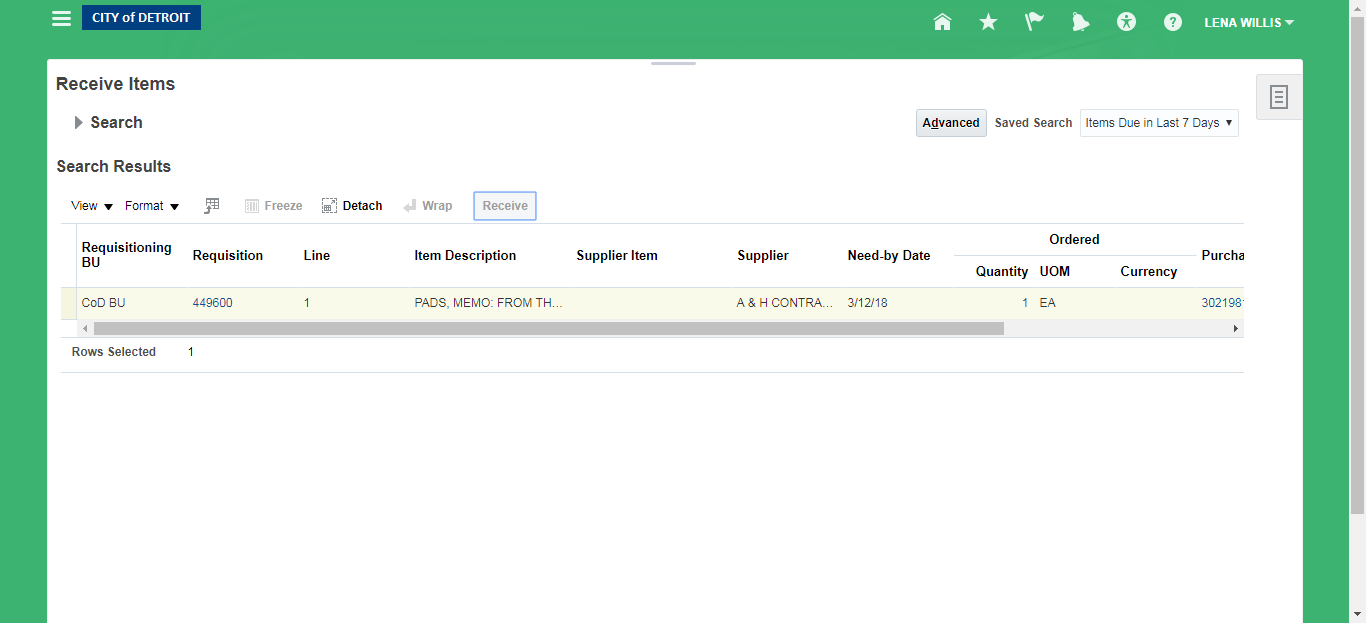 CITY of DETROIT
LENA WILLIS
Receive Items
Search
Advanced Saved Search Items Due in Last 7 Days
Search Results
View Format Freeze Detach Wrap Receive
Requisitioning BU Requisition Line Item Description Supplier Item Supplier Need-by Date Ordered Purcha
Quantity UOM Currency
CoD BU 449600 1 PADS, MEMO: FROM TH... A & H CONTRA... 3/12/18 1 EA 302198
Rows Selected 1